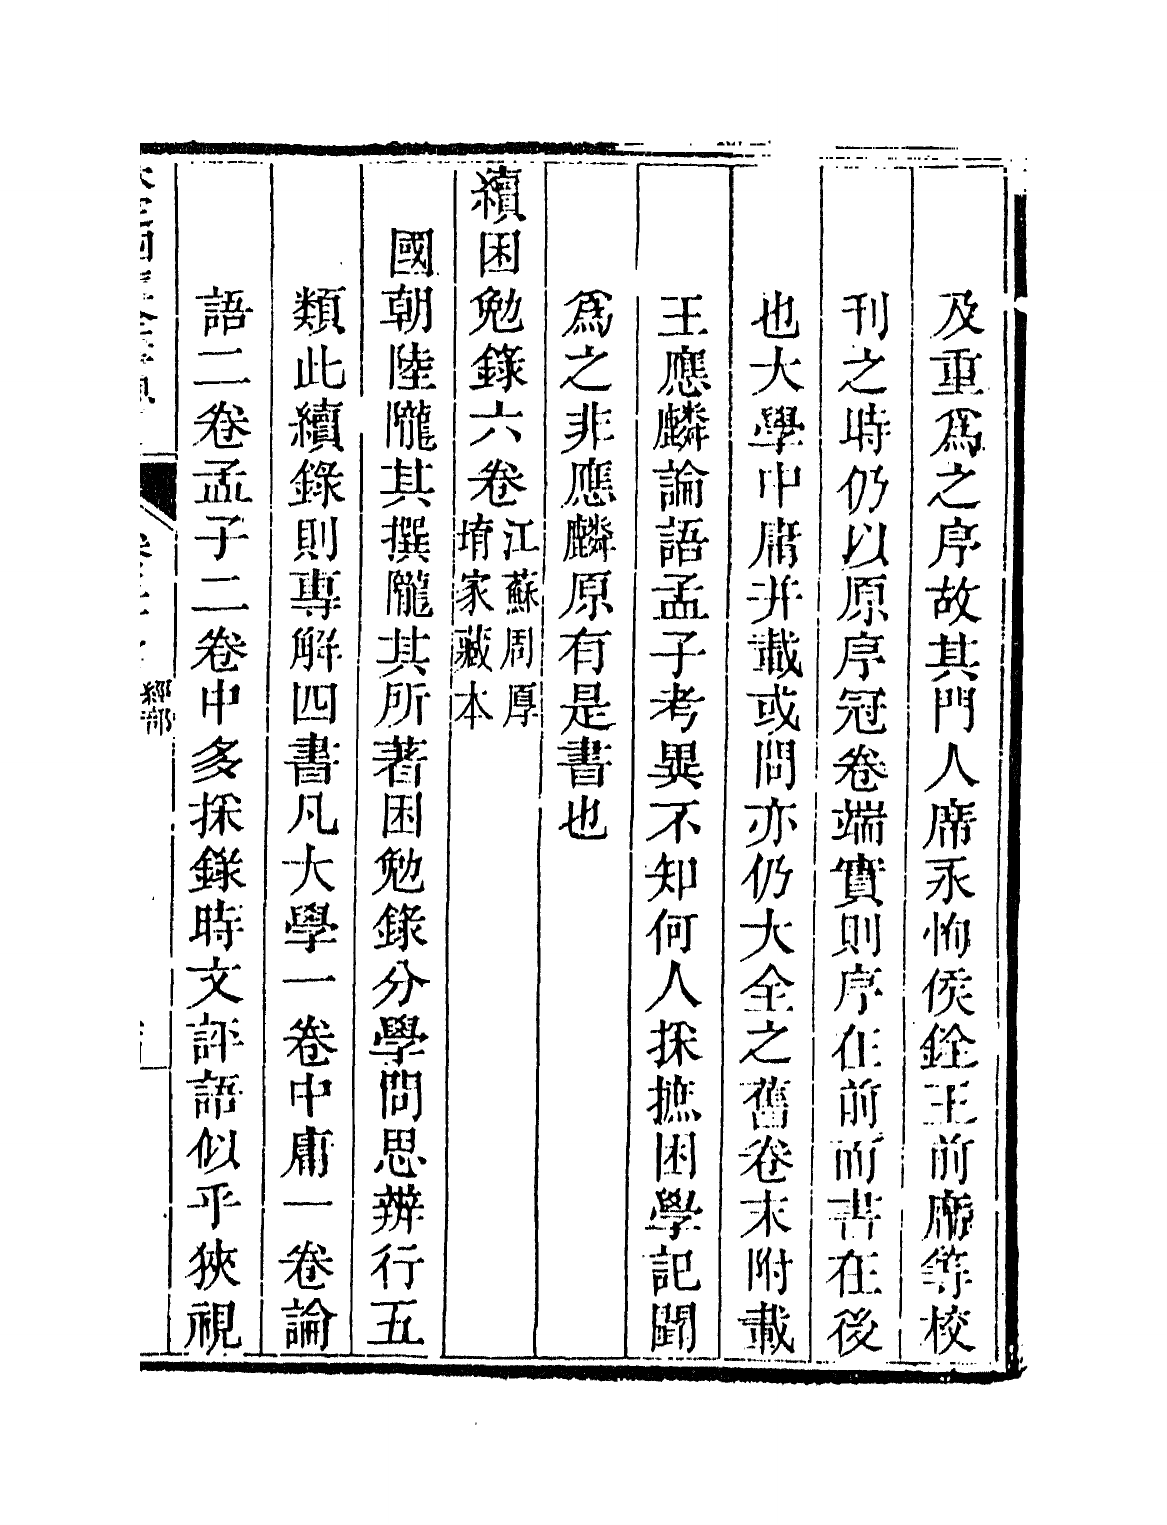 及重爲之序故其門人席永恂侯銓王前席等校
刊之時仍以原序冠卷端實則序在前而書在後
也大學中庸并載或問亦仍大全之舊卷末附載
王應麟論語孟子考異不知何人採摭困學記聞
爲之非應麟原有是書也
續困勉錄六卷江蘇周厚堉家藏本
國朝陸隴其撰隴其所著困勉錄分學問思辨行五
類此續錄則專解四書凡大學一卷中庸一卷論
語二卷孟子二卷中多採錄時文評語似乎狹視
經部